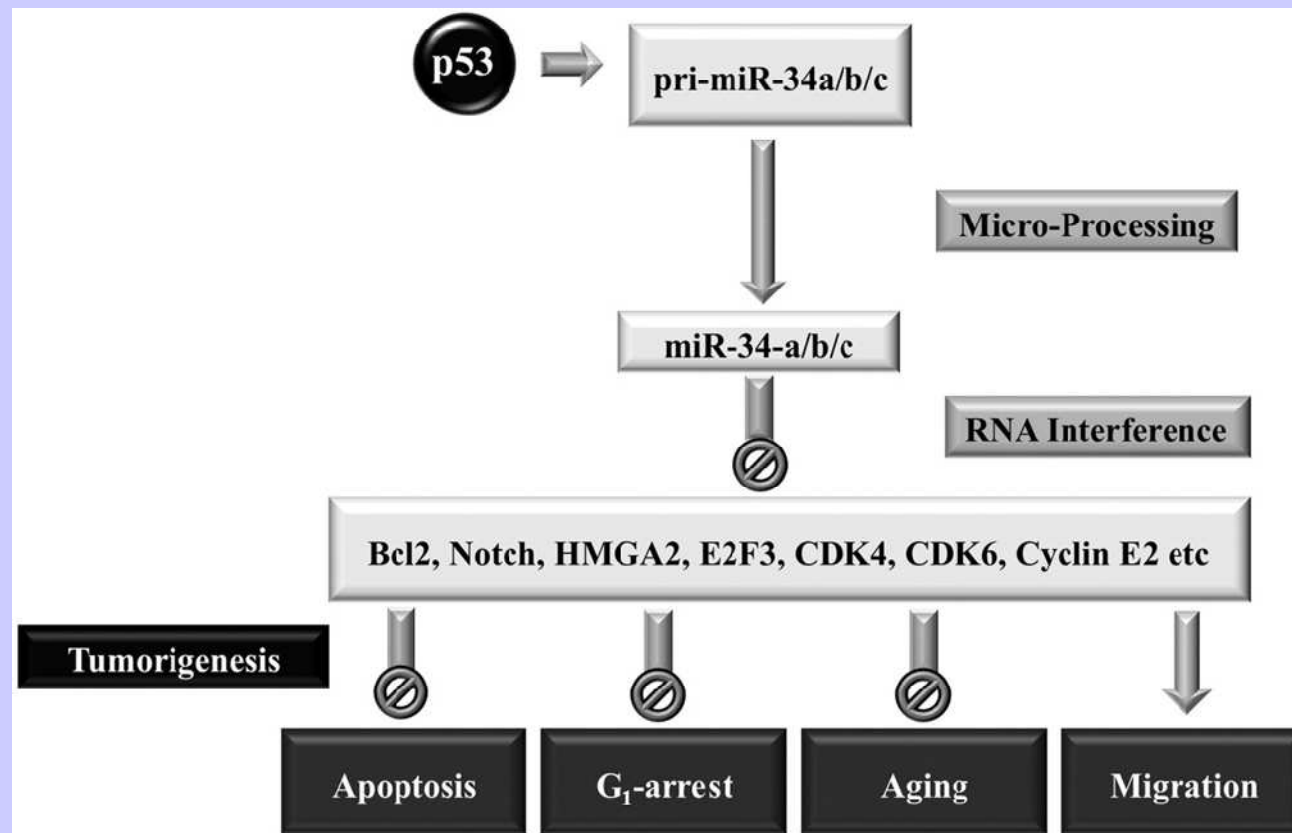 p53
pri-miR-34a/b/c
Micro-Processing
miR-34-a/b/c
RNA Interference
Bcl2, Notch, HMGA2, E2F3, CDK4, CDK6, Cyclin E2 etc
Tumorigenesis
Apoptosis
G₁-arrest
Aging
Migration